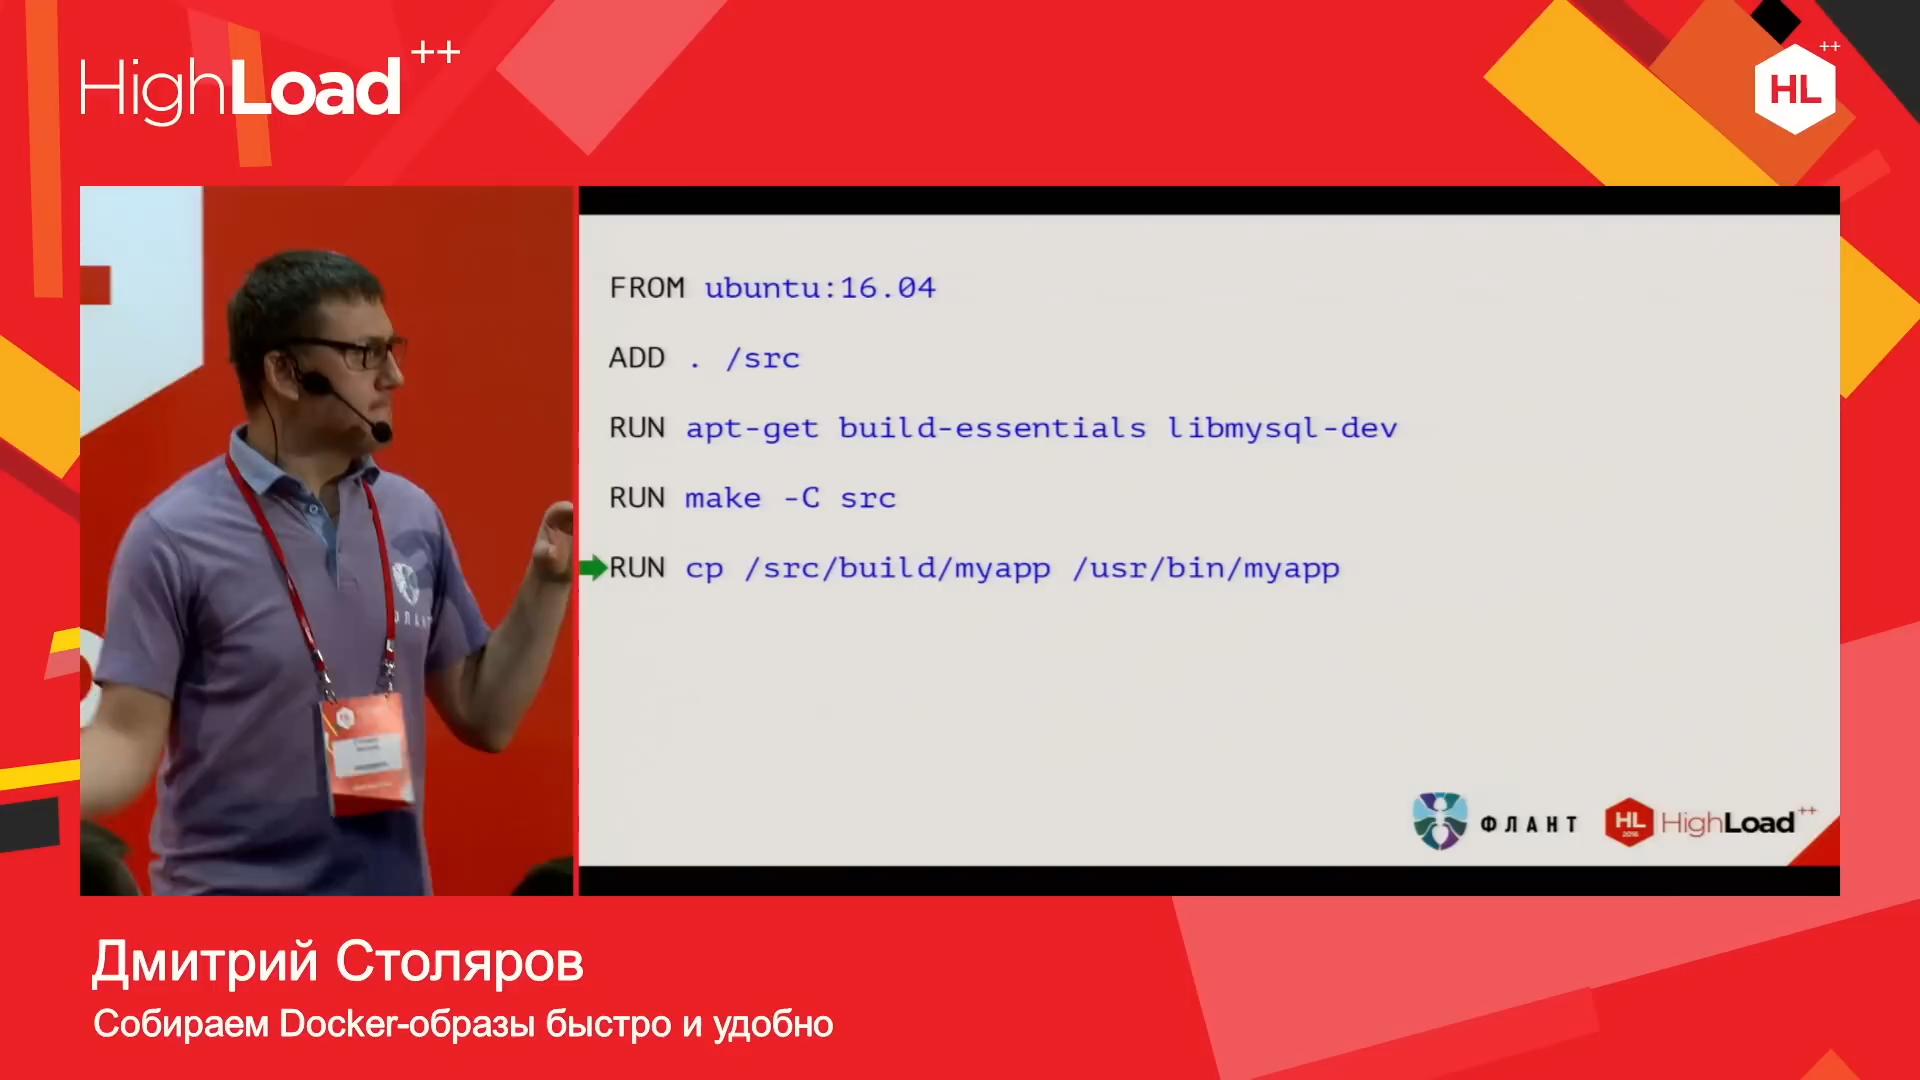 HighLoad++
HL++
FROM ubuntu:16.04
ADD . /src
RUN apt-get build-essentials libmysql-dev
RUN make -C src
RUN cp /src/build/myapp /usr/bin/myapp
ФЛАНТ
HL
2016
HighLoad++
Дмитрий Столяров
Собираем Docker-образы быстро и удобно